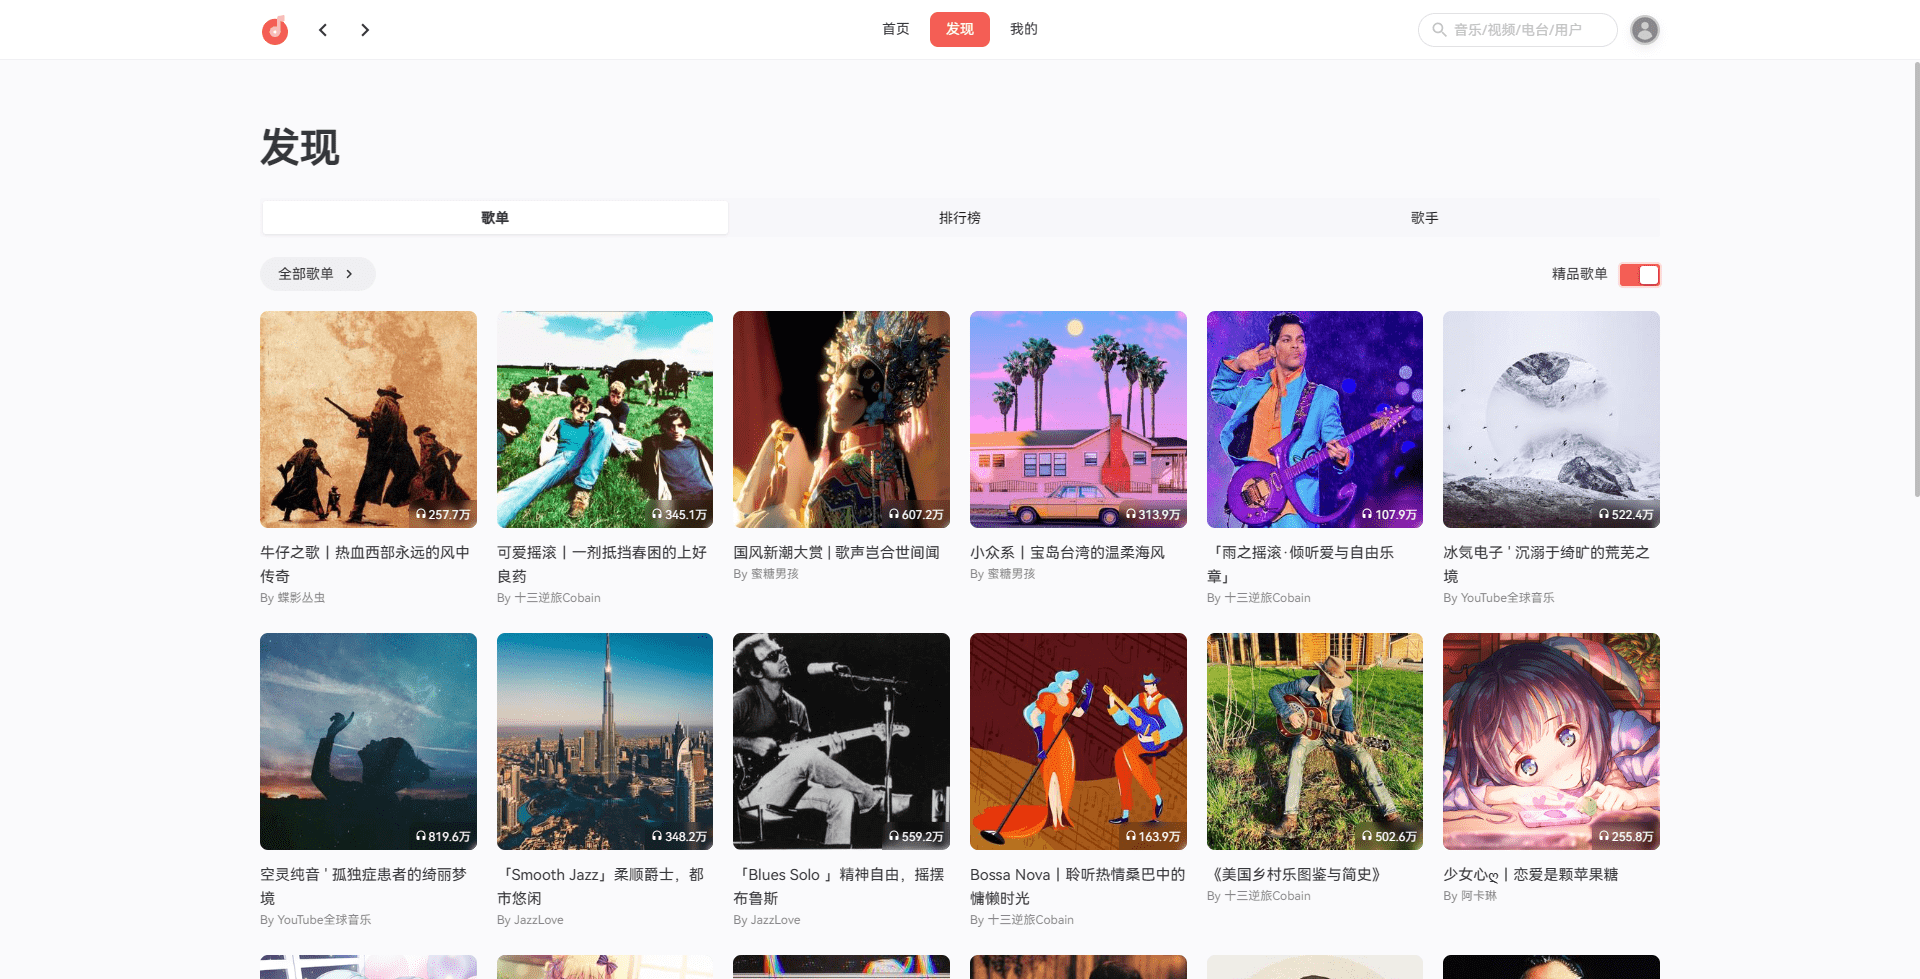 首页 发现 我的 音乐/视频/电台/用户
发现
歌单 排行榜 歌手
全部歌单 精品歌单
257.7万 345.1万 607.2万 313.9万 107.9万 522.4万
牛仔之歌丨热血西部永远的风中传奇
By 蝶影丛虫
可爱摇滚丨一剂抵挡春困的上好良药
By 十三逆旅Cobain
国风新潮大赏 | 歌声岂合世间闻
By 蜜糖男孩
小众系丨宝岛台湾的温柔海风
By 蜜糖男孩
「雨之摇滚·倾听爱与自由乐章」
By 十三逆旅Cobain
冰気电子 ' 沉溺于绮旷的荒芜之境
By YouTube全球音乐
819.6万 348.2万 559.2万 163.9万 502.6万 255.8万
空灵纯音 ' 孤独症患者的绮丽梦境
By YouTube全球音乐
「Smooth Jazz」柔顺爵士，都市悠闲
By JazzLove
「Blues Solo 」精神自由，摇摆布鲁斯
By JazzLove
Bossa Nova丨聆听热情桑巴中的慵懒时光
By 十三逆旅Cobain
《美国乡村乐图鉴与简史》
By 十三逆旅Cobain
少女心ღ丨恋爱是颗苹果糖
By 阿卡琳